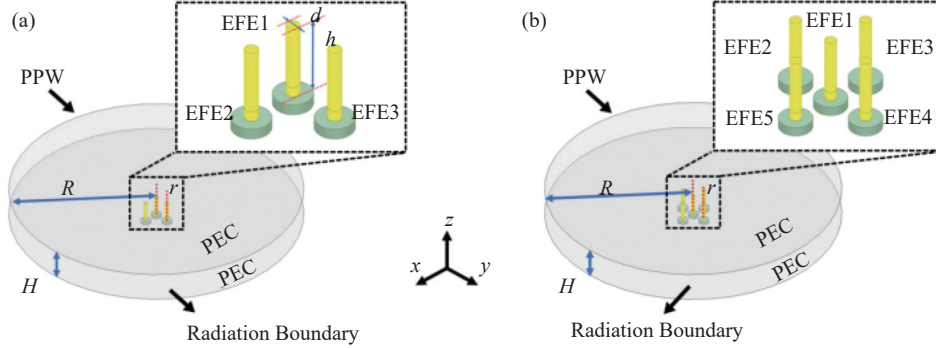 (a)
EFE1
d
h
PPW
EFE2
EFE3
R
r
PEC
PEC
H
Radiation Boundary
z
x
y
(b)
EFE1
EFE2
EFE3
PPW
EFE5
EFE4
R
r
PEC
PEC
H
Radiation Boundary